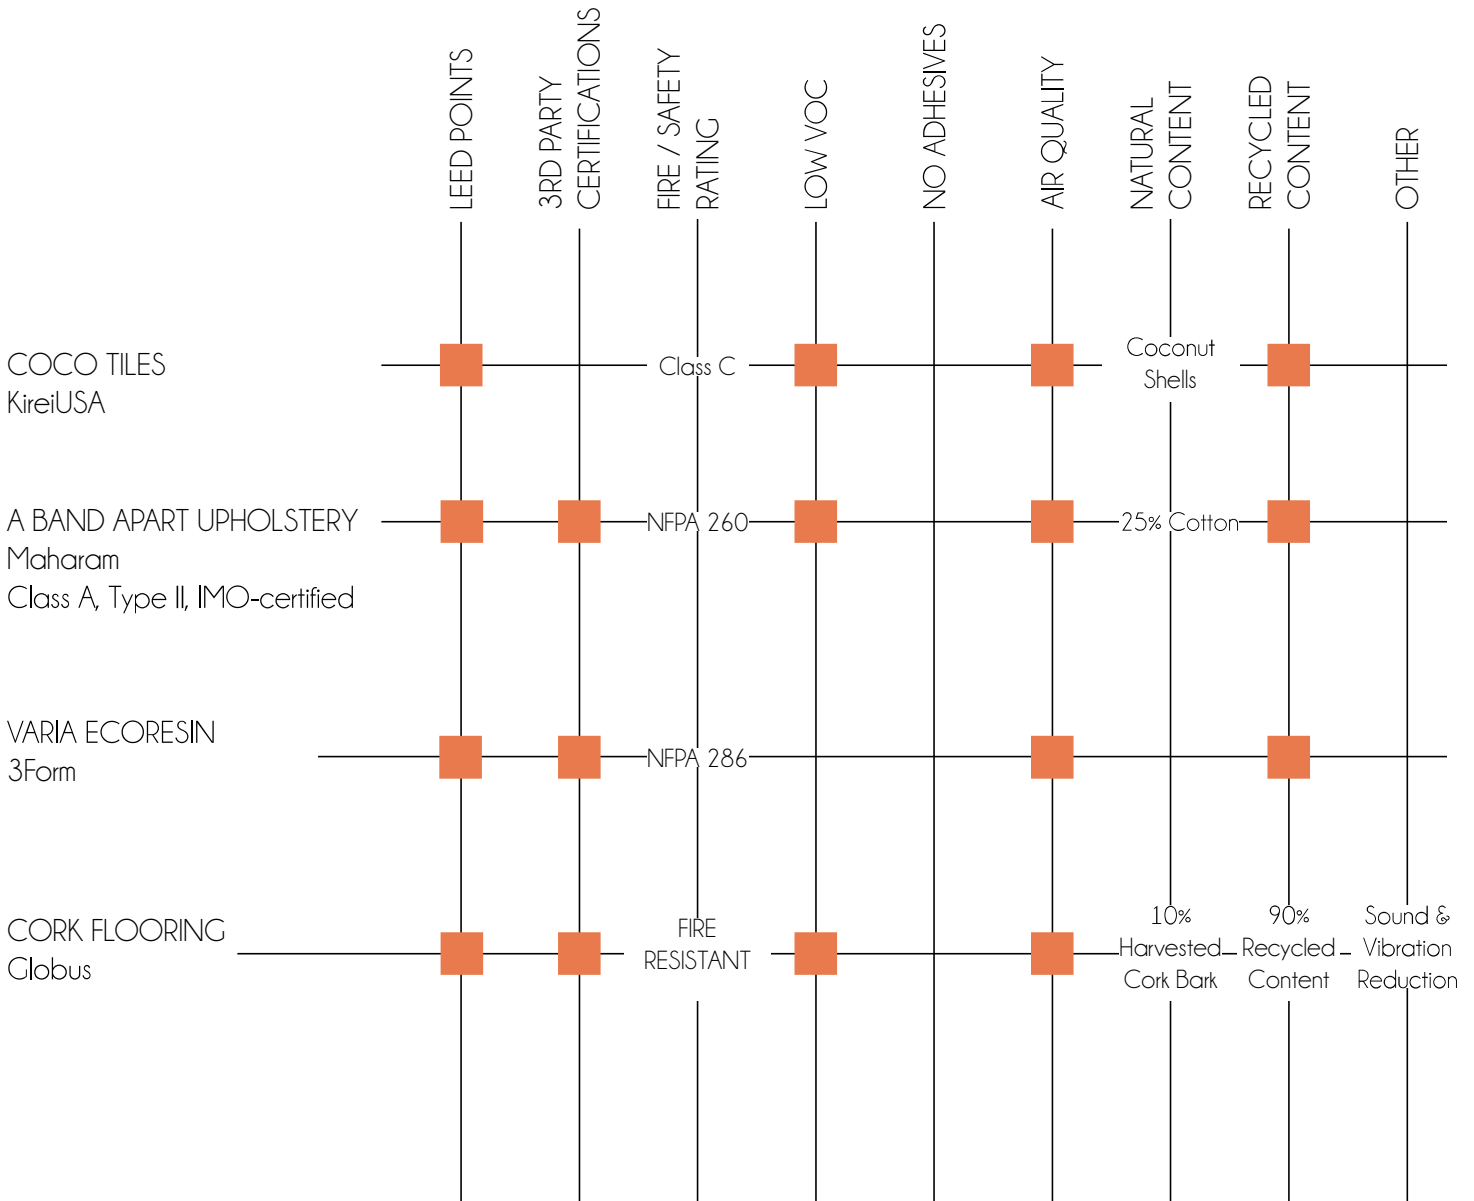 LEED POINTS
3RD PARTY
CERTIFICATIONS
FIRE / SAFETY
RATING
LOW VOC
NO ADHESIVES
AIR QUALITY
NATURAL
CONTENT
RECYCLED
CONTENT
OTHER
COCO TILES
KireiUSA
Class C
Coconut
Shells
A BAND APART UPHOLSTERY
Maharam
Class A, Type II, IMO-certified
NFPA 260
25% Cotton
VARIA ECORESIN
3Form
NFPA 286
CORK FLOORING
Globus
FIRE
RESISTANT
10%
Harvested
Cork Bark
90%
Recycled
Content
Sound &
Vibration
Reduction